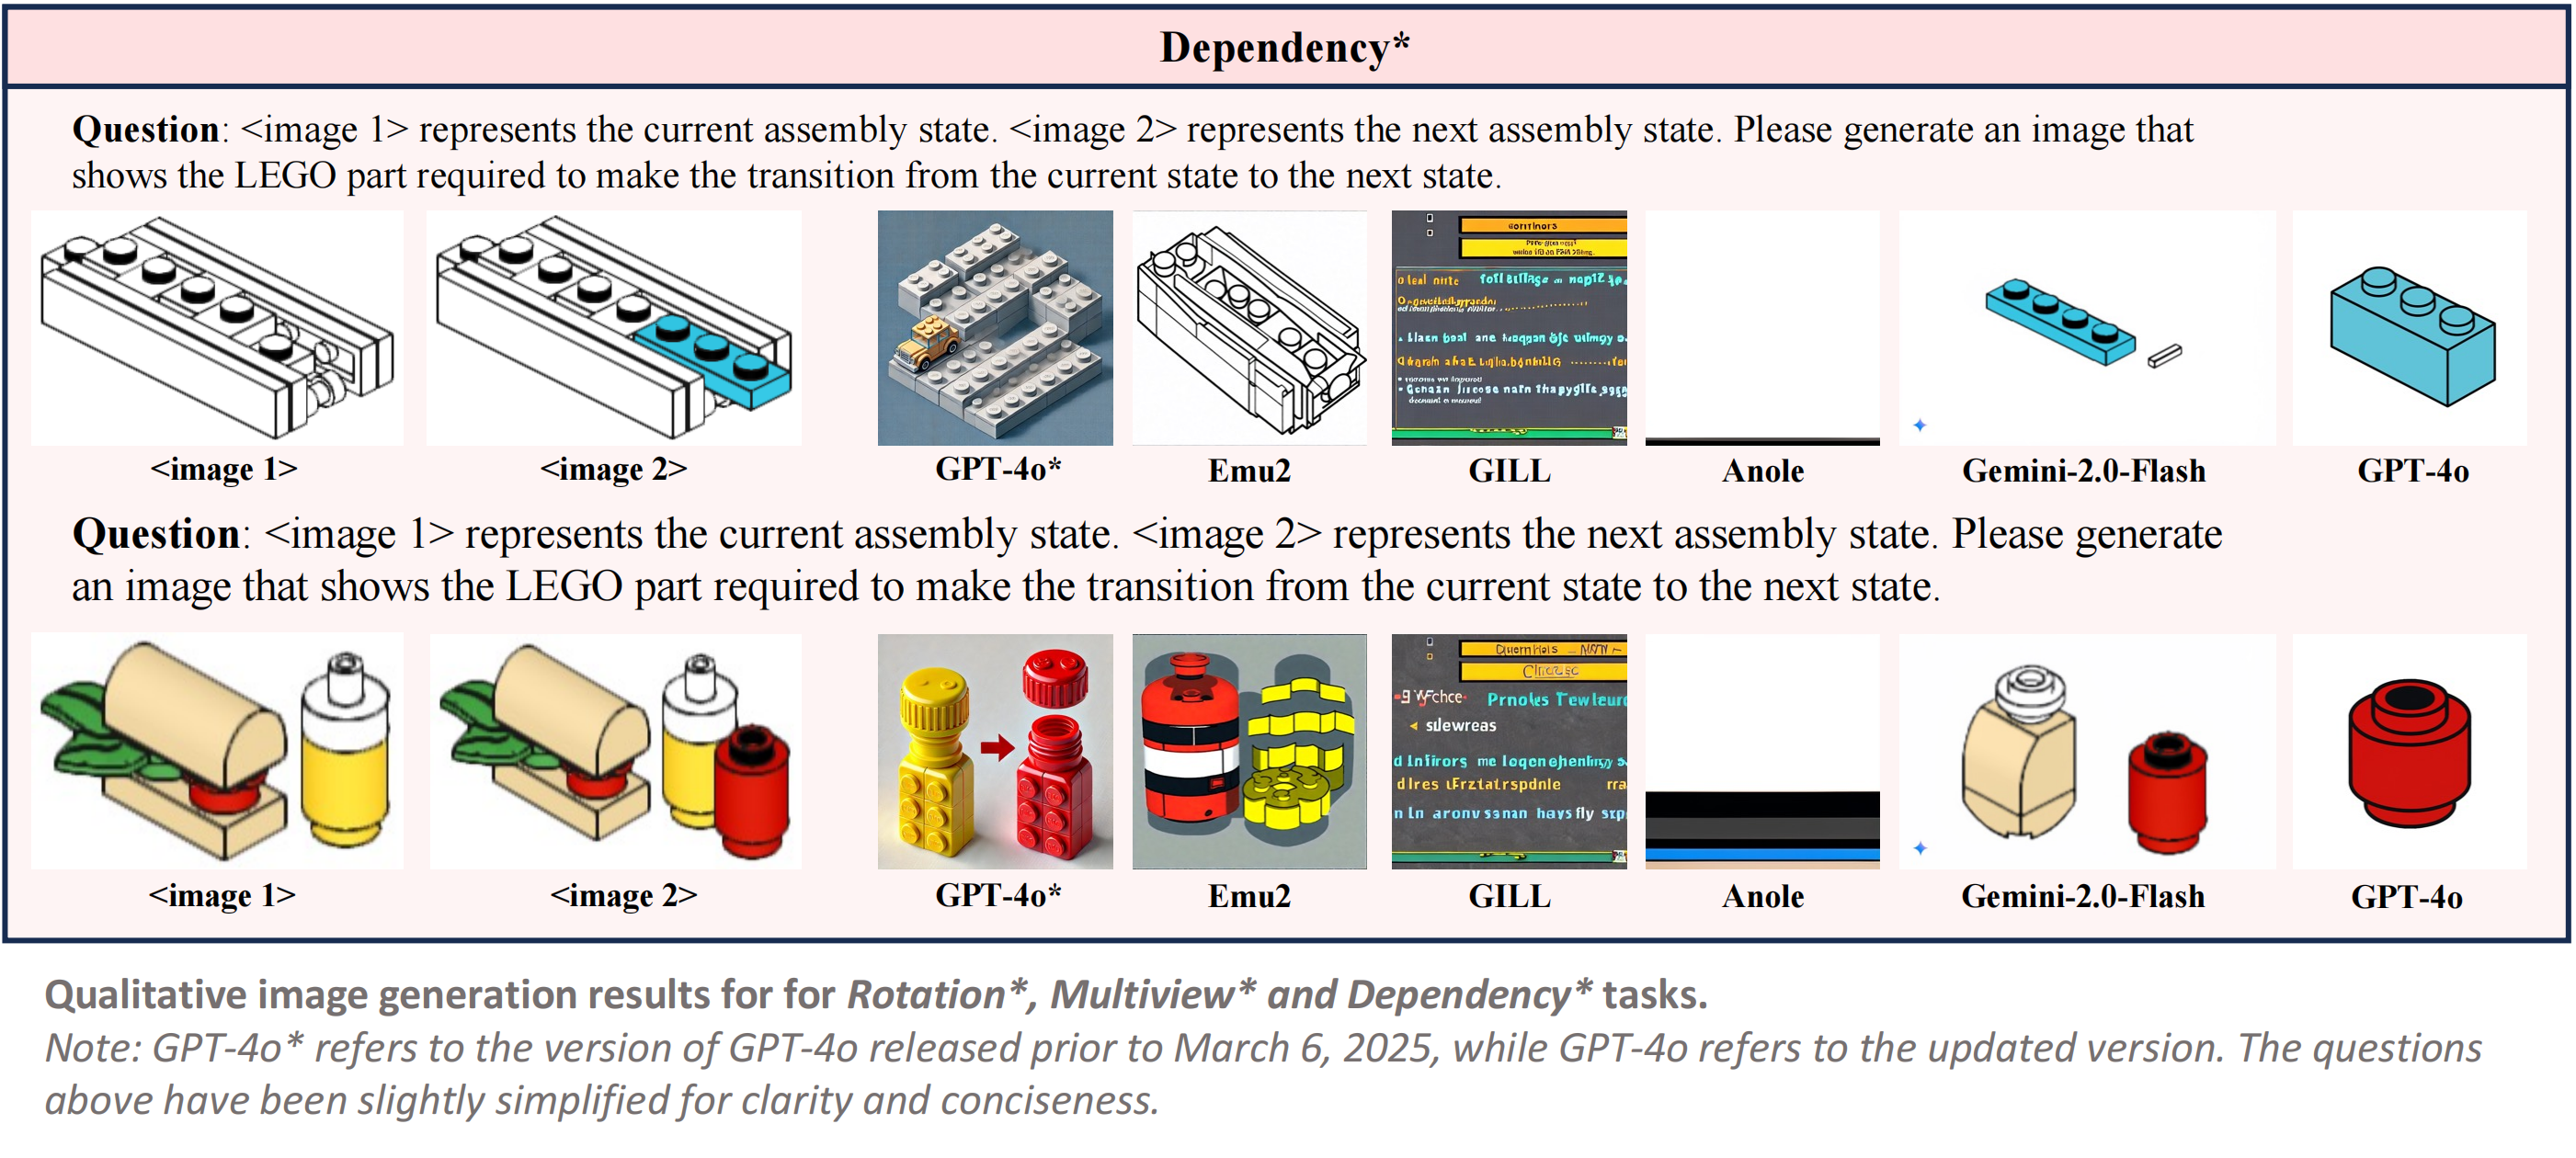 Dependency*
Question: <image 1> represents the current assembly state. <image 2> represents the next assembly state. Please generate an image that
shows the LEGO part required to make the transition from the current state to the next state.
<image 1> <image 2> GPT-4o* Emu2 GILL Anole Gemini-2.0-Flash GPT-4o
Question: <image 1> represents the current assembly state. <image 2> represents the next assembly state. Please generate
an image that shows the LEGO part required to make the transition from the current state to the next state.
sdewreas
<image 1> <image 2> GPT-4o* Emu2 GILL Anole Gemini-2.0-Flash GPT-4o
Qualitative image generation results for for Rotation*, Multiview* and Dependency* tasks.
Note: GPT-4o* refers to the version of GPT-4o released prior to March 6, 2025, while GPT-4o refers to the updated version. The questions
above have been slightly simplified for clarity and conciseness.